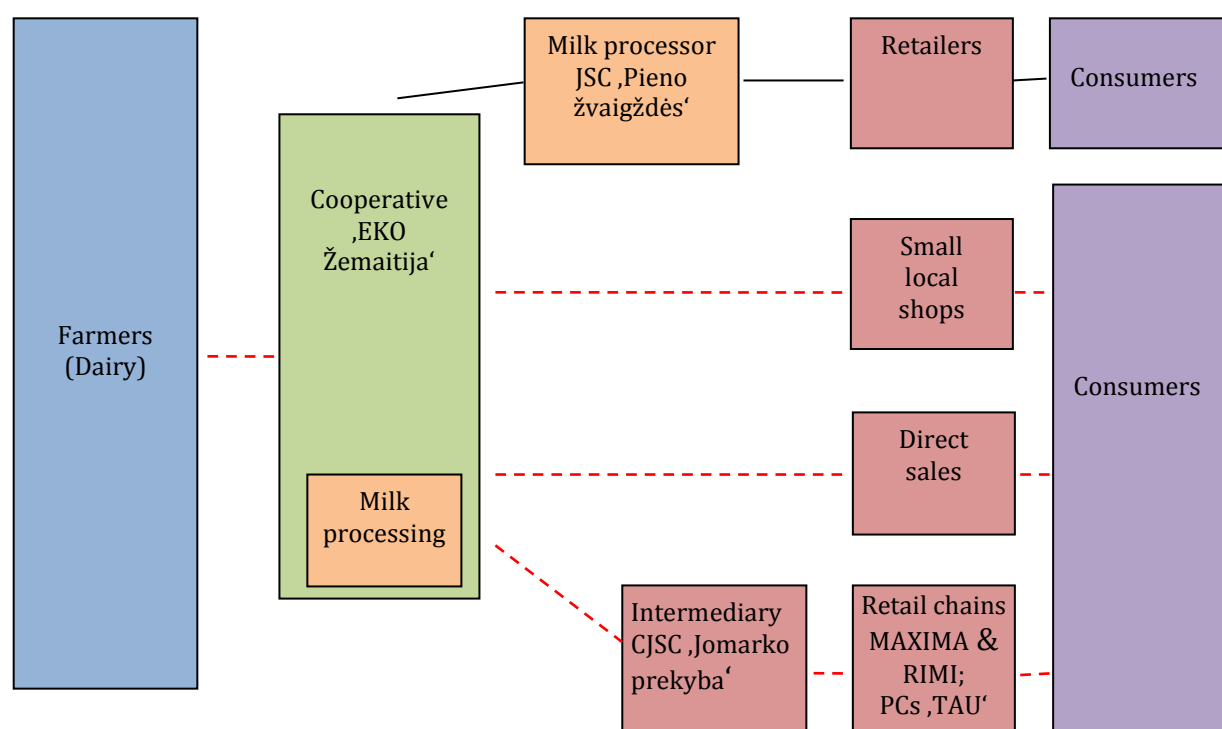 Farmers
(Dairy)
Cooperative
‚EKO
Žemaitija‘
Milk
processing
Milk processor
JSC ‚Pieno
žvaigždės‘
Retailers
Consumers
Small
local
shops
Direct
sales
Intermediary
CJSC ‚Jomarko
prekyba‘
Retail chains
MAXIMA &
RIMI;
PCs ‚TAU‘
Consumers